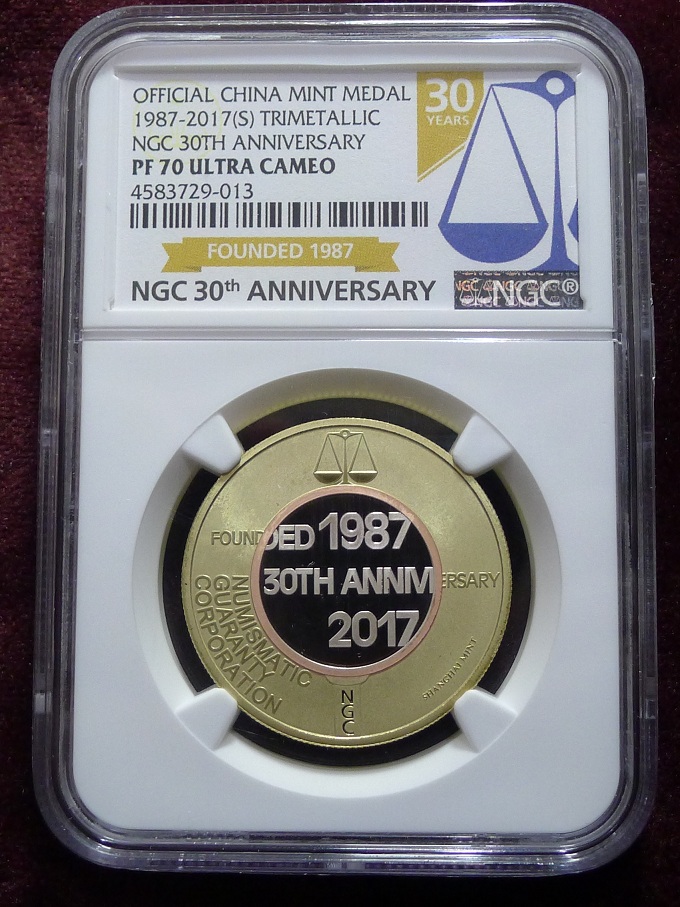 OFFICIAL CHINA MINT MEDAL
1987-2017(S) TRIMETALLIC
NGC 30TH ANNIVERSARY
PF 70 ULTRA CAMEO
4583729-013
30
YEARS
FOUNDED 1987
NGC 30th ANNIVERSARY
NGC®
FOUNDED 1987
30TH ANNIVERSARY
2017
NUMISMATIC
GUARANTY
CORPORATION
SHANGHAI MINT
NGC